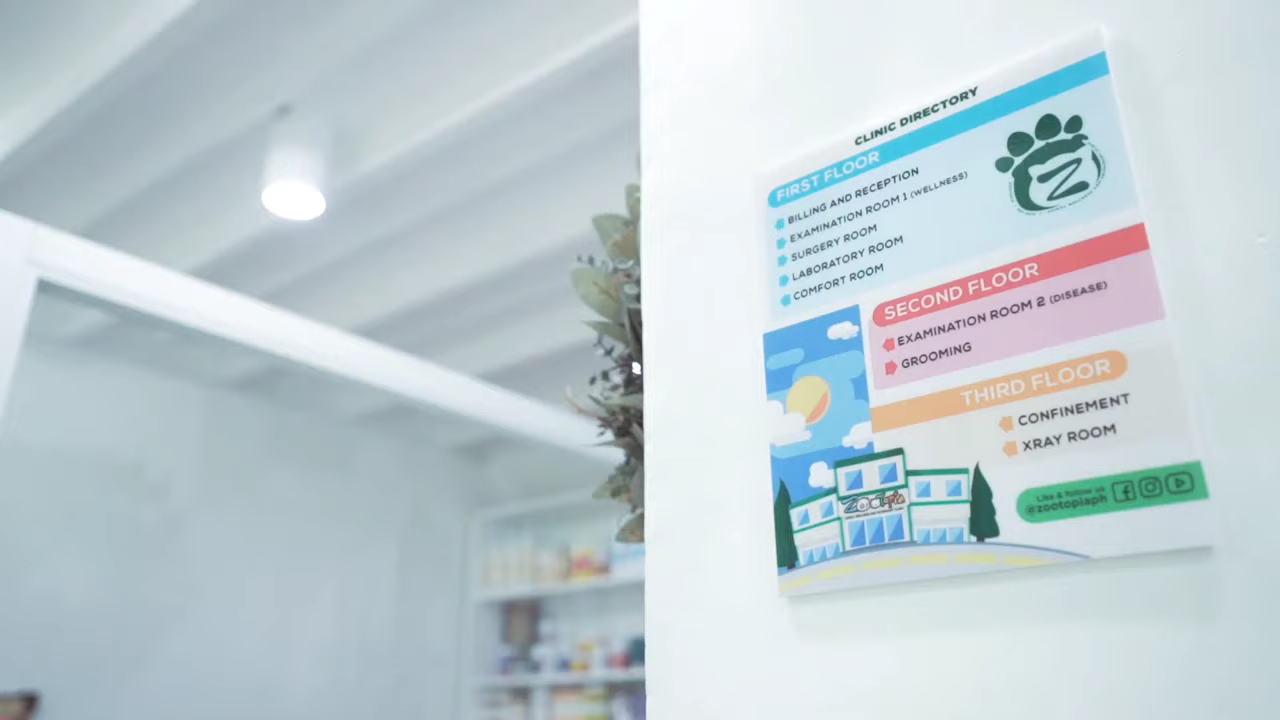 CLINIC DIRECTORY
FIRST FLOOR
BILLING AND RECEPTION
EXAMINATION ROOM 1 (WELLNESS)
SURGERY ROOM
LABORATORY ROOM
COMFORT ROOM
Z
SECOND FLOOR
EXAMINATION ROOM 2 (DISEASE)
GROOMING
THIRD FLOOR
CONFINEMENT
XRAY ROOM
Zootopia
Like & follow us
@zootopiaph